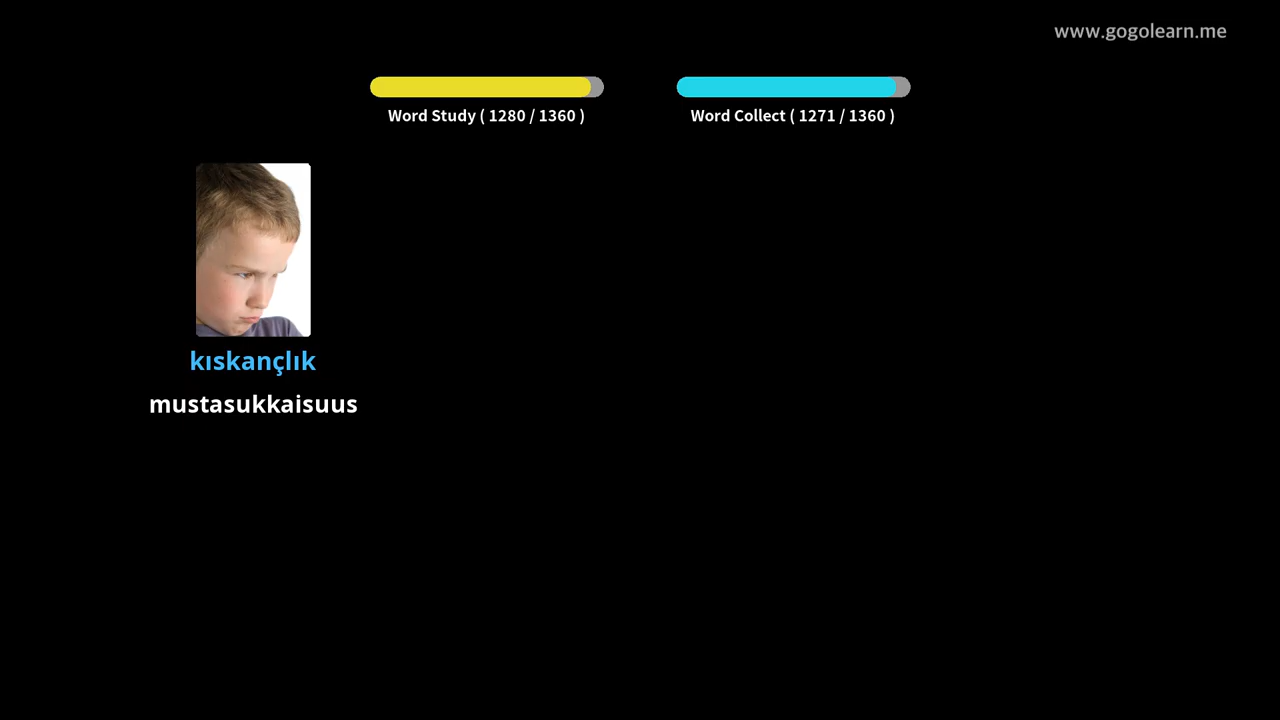 www.gogolearn.me
Word Study ( 1280 / 1360 )
Word Collect ( 1271 / 1360 )
kıskançlık
mustasukkaisuus